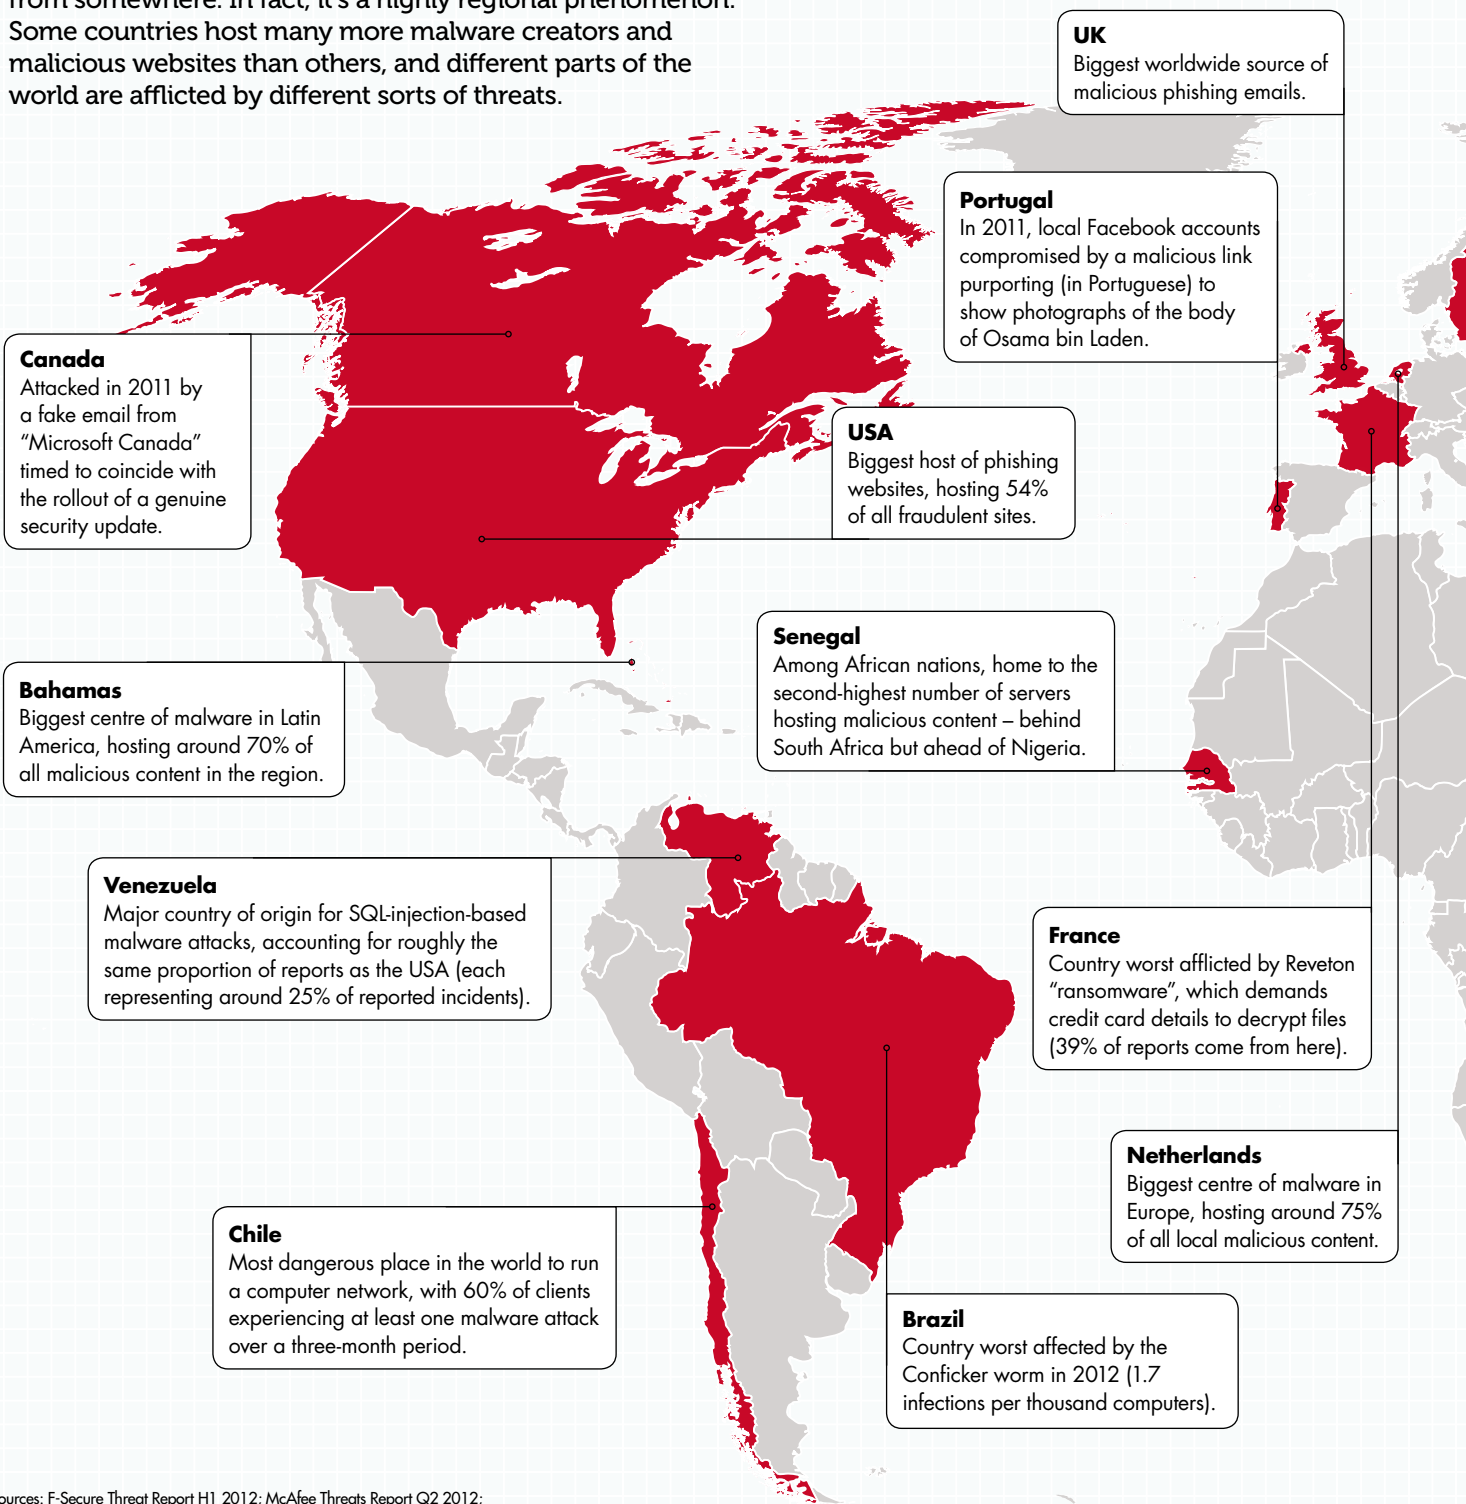 from somewhere. In fact, it's a highly regional phenomenon.
Some countries host many more malware creators and
malicious websites than others, and different parts of the
world are afflicted by different sorts of threats.
UK
Biggest worldwide source of
malicious phishing emails.
Portugal
In 2011, local Facebook accounts
compromised by a malicious link
purporting (in Portuguese) to
show photographs of the body
of Osama bin Laden.
Canada
Attacked in 2011 by
a fake email from
“Microsoft Canada”
timed to coincide with
the rollout of a genuine
security update.
USA
Biggest host of phishing
websites, hosting 54%
of all fraudulent sites.
Senegal
Among African nations, home to the
second-highest number of servers
hosting malicious content – behind
South Africa but ahead of Nigeria.
Bahamas
Biggest centre of malware in Latin
America, hosting around 70% of
all malicious content in the region.
Venezuela
Major country of origin for SQL-injection-based
malware attacks, accounting for roughly the
same proportion of reports as the USA (each
representing around 25% of reported incidents).
France
Country worst afflicted by Reveton
“ransomware”, which demands
credit card details to decrypt files
(39% of reports come from here).
Netherlands
Biggest centre of malware in
Europe, hosting around 75%
of all local malicious content.
Chile
Most dangerous place in the world to run
a computer network, with 60% of clients
experiencing at least one malware attack
over a three-month period.
Brazil
Country worst affected by the
Conficker worm in 2012 (1.7
infections per thousand computers).
ources: F-Secure Threat Report H1 2012; McAfee Threats Report Q2 2012;